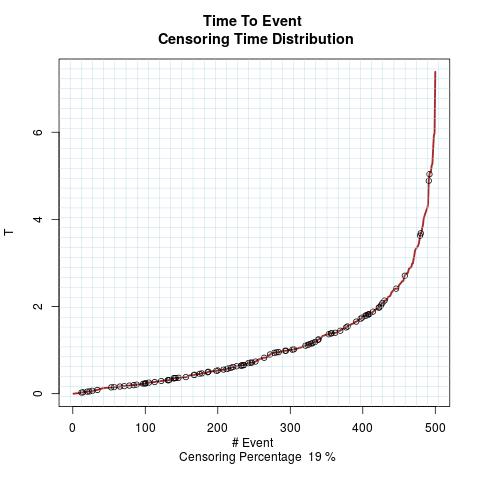 Time To Event
Censoring Time Distribution
T
6
4
2
0
0 100 200 300 400 500
# Event
Censoring Percentage 19 %